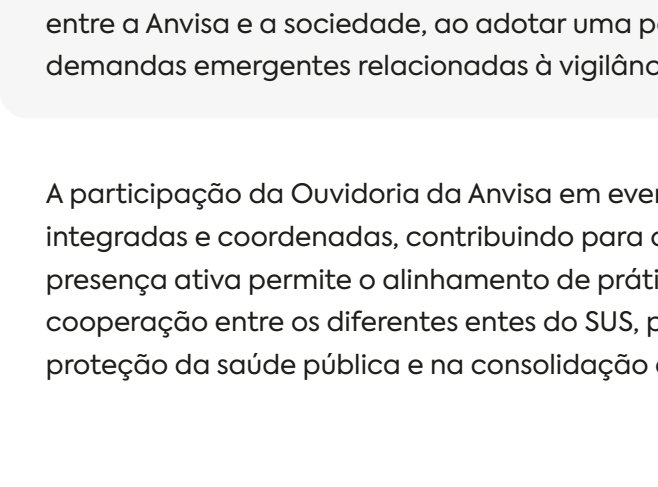 entre a Anvisa e a sociedade, ao adotar uma
demandas emergentes relacionadas à
A participação da Ouvidoria da Anvisa em
integradas e coordenadas, contribuindo para
presença ativa permite o alinhamento de
cooperação entre os diferentes entes do SUS,
proteção da saúde pública e na consolidação